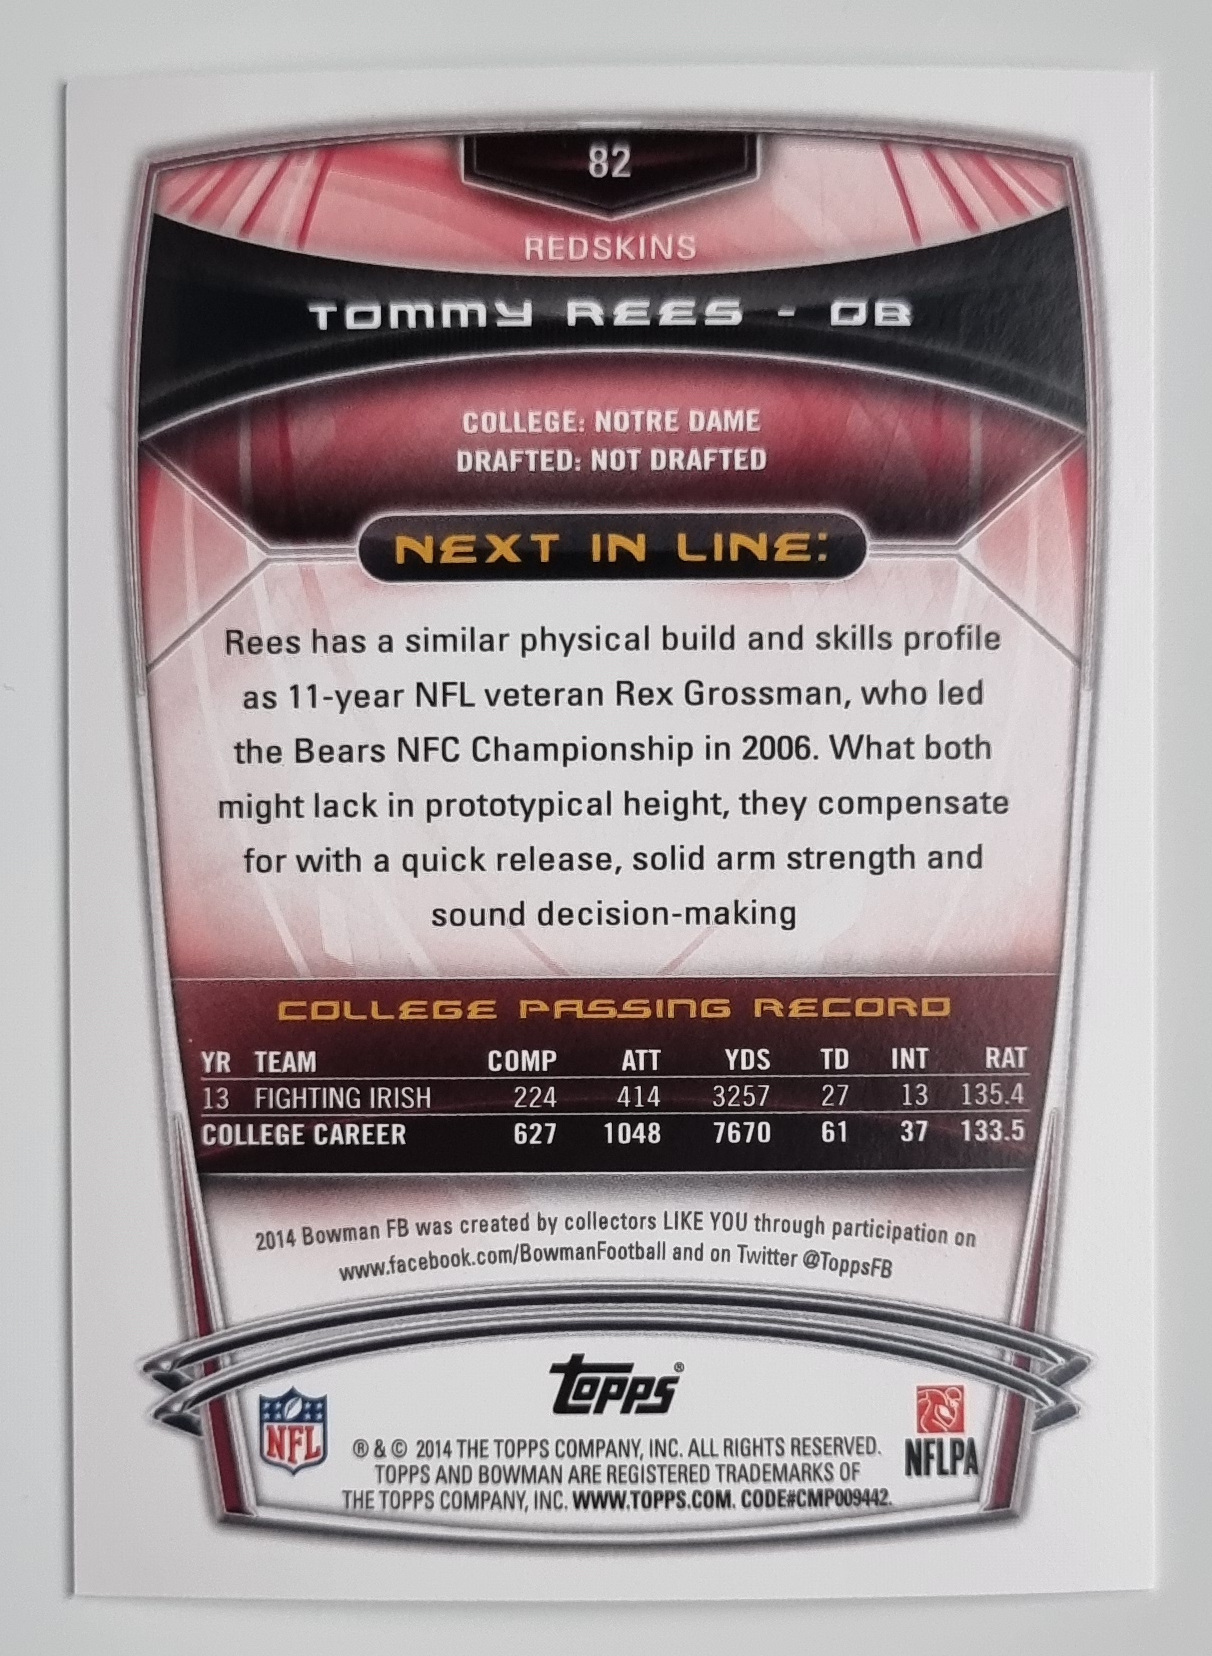 82
REDSKINS
TOMMY REES - QB
COLLEGE: NOTRE DAME
DRAFTED: NOT DRAFTED
NEXT IN LINE:
Rees has a similar physical build and skills profile
as 11-year NFL veteran Rex Grossman, who led
the Bears NFC Championship in 2006. What both
might lack in prototypical height, they compensate
for with a quick release, solid arm strength and
sound decision-making
COLLEGE PASSING RECORD
YR TEAM COMP ATT YDS TD INT RAT
13 FIGHTING IRISH 224 414 3257 27 13 135.4
COLLEGE CAREER 627 1048 7670 61 37 133.5
2014 Bowman FB was created by collectors LIKE YOU through participation on
www.facebook.com/BowmanFootball and on Twitter @ToppsFB
topps®
NFL
NFLPA
® & © 2014 THE TOPPS COMPANY, INC. ALL RIGHTS RESERVED.
TOPPS AND BOWMAN ARE REGISTERED TRADEMARKS OF
THE TOPPS COMPANY, INC. WWW.TOPPS.COM. CODE#CMP009442.